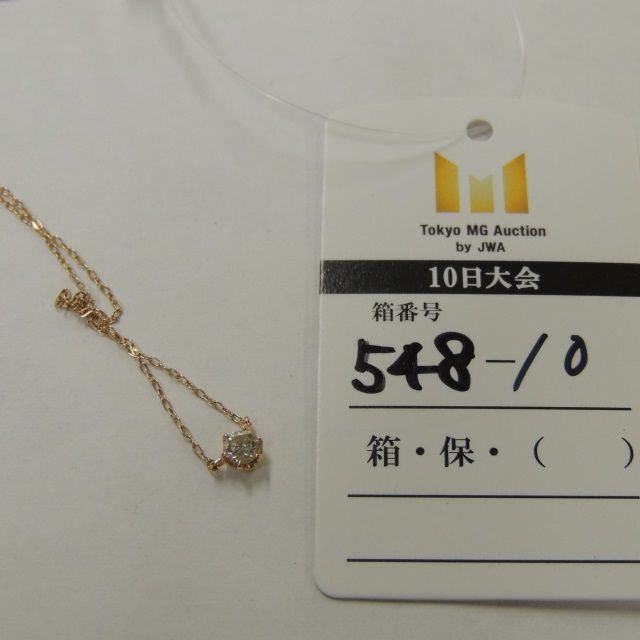 Tokyo MG Auction
by JWA
10日大会
箱番号
548-10
箱・保・（　　）